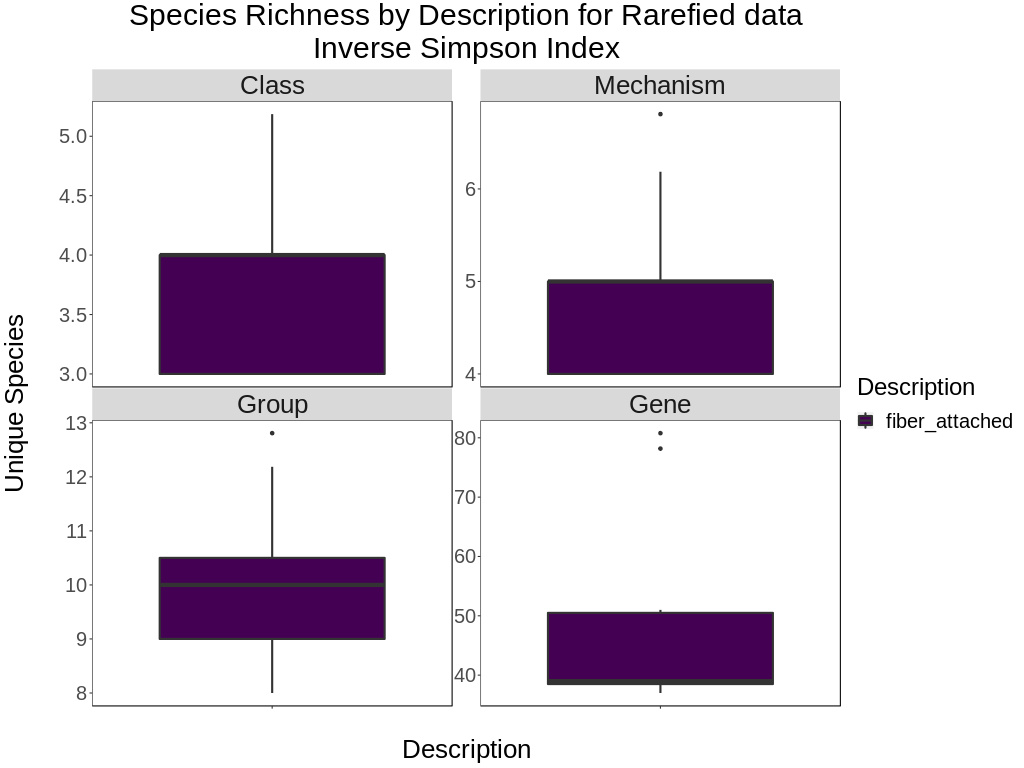 Species Richness by Description for Rarefied data
Inverse Simpson Index
Class
Mechanism
5.0
4.5
4.0
3.5
3.0
6
5
4
Group
Gene
13
12
11
10
9
8
80
70
60
50
40
Unique Species
Description
Description
fiber_attached